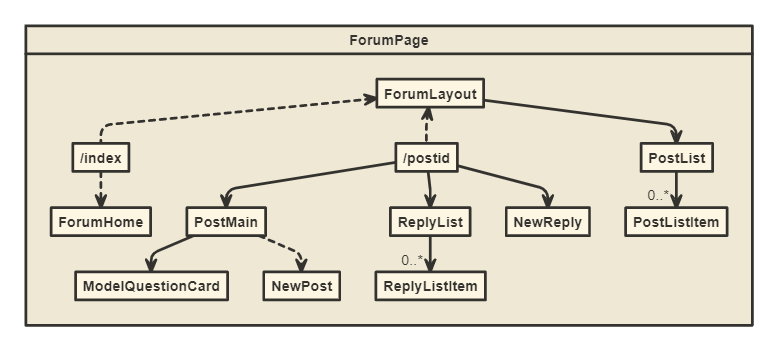 ForumPage
ForumLayout
/index
/postid
PostList
0..*
ForumHome
PostMain
ReplyList
NewReply
PostListItem
0..*
ModelQuestionCard
NewPost
ReplyListItem